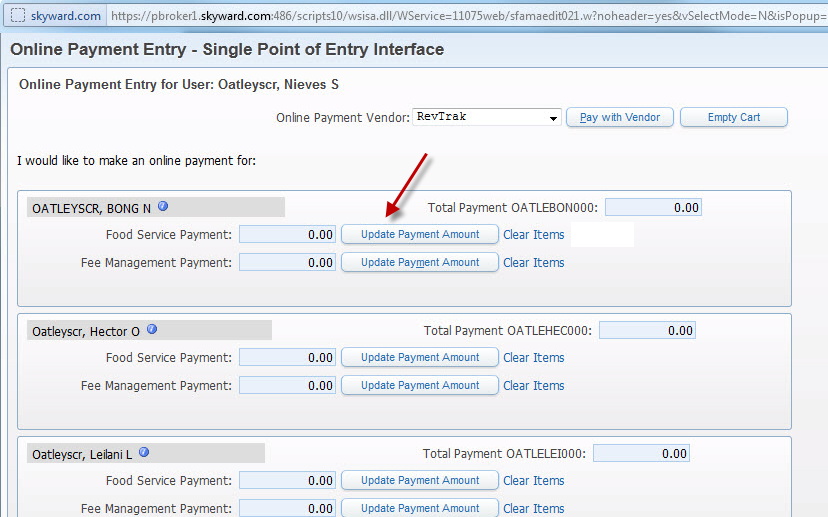 skyward.com https://pbroker1.skyward.com:486/scripts10/wsisa.dll/WService=11075web/sfamaedit021.w?noheader=yes&vSelectMode=N&isPopup=
Online Payment Entry - Single Point of Entry Interface
Online Payment Entry for User: Oatleyscr, Nieves S
Online Payment Vendor: RevTrak Pay with Vendor Empty Cart
I would like to make an online payment for:
OATLEYSCR, BONG N Total Payment OATLEBON000: 0.00
Food Service Payment: 0.00 Update Payment Amount Clear Items
Fee Management Payment: 0.00 Update Payment Amount Clear Items
Oatleyscr, Hector O Total Payment OATLEHEC000: 0.00
Food Service Payment: 0.00 Update Payment Amount Clear Items
Fee Management Payment: 0.00 Update Payment Amount Clear Items
Oatleyscr, Leilani L Total Payment OATLELEI000: 0.00
Food Service Payment: 0.00 Update Payment Amount Clear Items
Fee Management Payment: 0.00 Update Payment Amount Clear Items